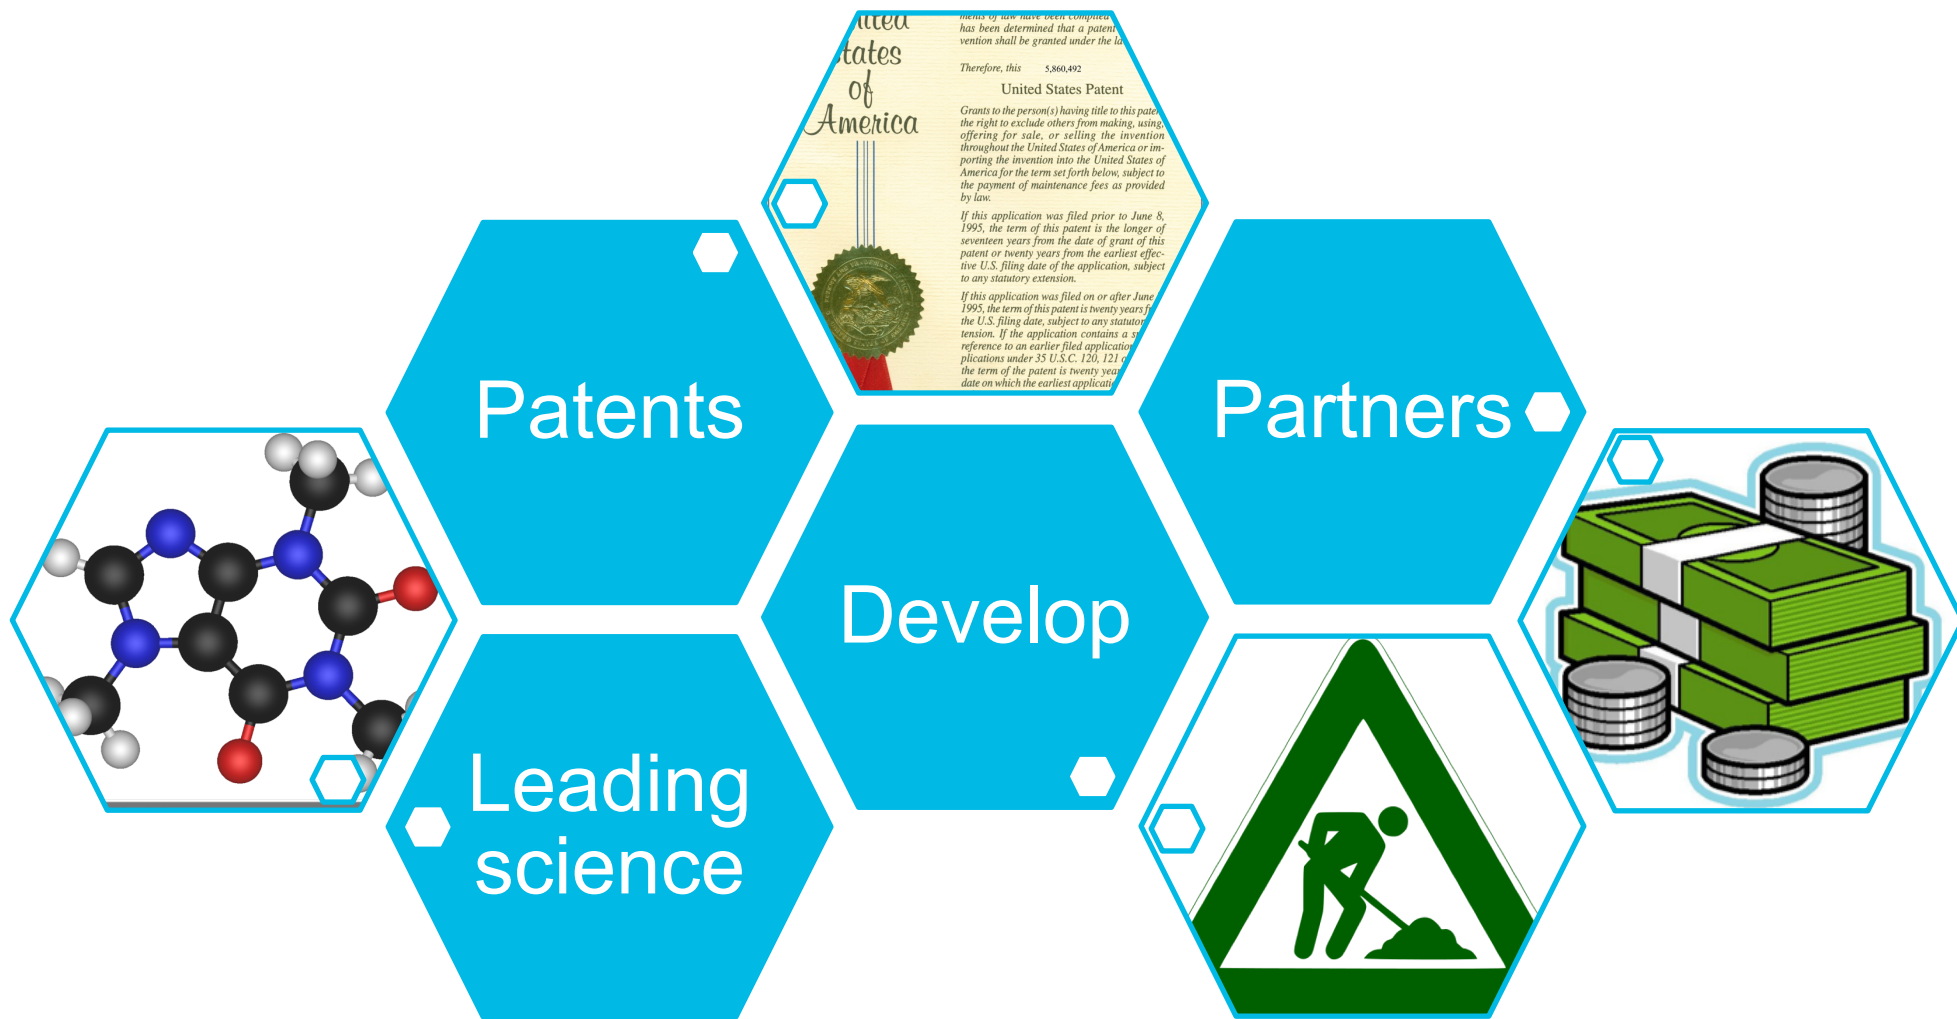 of
America
has been determined that a patent
vention shall be granted under the
Therefore, this 5,860,492
United States Patent
Grants to the person(s) having title to this
the right to exclude others from making, using,
offering for sale, or selling the invention
throughout the United States of America or im-
porting the invention into the United States of
America for the term set forth below, subject to
the payment of maintenance fees as provided
by law.
If this application was filed prior to June 8,
1995, the term of this patent is the longer of
seventeen years from the date of grant of this
patent or twenty years from the earliest effec-
tive U.S. filing date of the application, subject
to any statutory extension.
If this application was filed on or after June
1995, the term of this patent is twenty years
the U.S. filing date, subject to any
tension. If the application contains a
reference to an earlier filed
plications under 35 U.S.C. 120, 121
the term of the patent is twenty
date on which the earliest
Patents
Partners
Develop
Leading
science